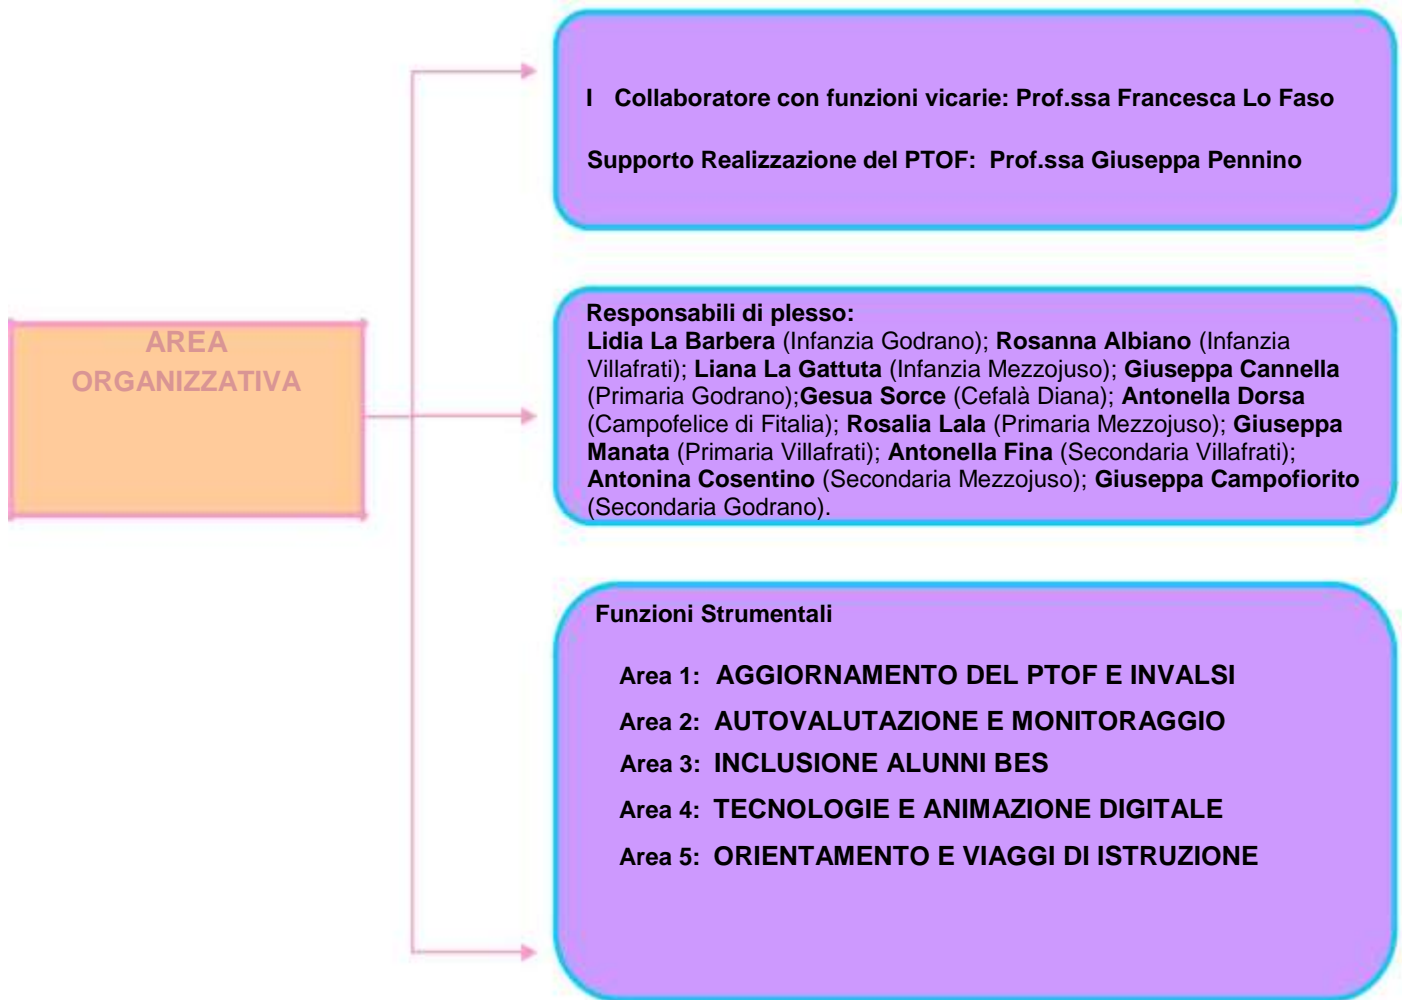 I Collaboratore con funzioni vicarie: Prof.ssa Francesca Lo Faso
Supporto Realizzazione del PTOF: Prof.ssa Giuseppa Pennino
AREA
ORGANIZZATIVA
Responsabili di plesso:
Lidia La Barbera (Infanzia Godrano); Rosanna Albiano (Infanzia
Villafrati); Liana La Gattuta (Infanzia Mezzojuso); Giuseppa Cannella
(Primaria Godrano);Gesua Sorce (Cefalà Diana); Antonella Dorsa
(Campofelice di Fitalia); Rosalia Lala (Primaria Mezzojuso); Giuseppa
Manata (Primaria Villafrati); Antonella Fina (Secondaria Villafrati);
Antonina Cosentino (Secondaria Mezzojuso); Giuseppa Campofiorito
(Secondaria Godrano).
Funzioni Strumentali
Area 1: AGGIORNAMENTO DEL PTOF E INVALSI
Area 2: AUTOVALUTAZIONE E MONITORAGGIO
Area 3: INCLUSIONE ALUNNI BES
Area 4: TECNOLOGIE E ANIMAZIONE DIGITALE
Area 5: ORIENTAMENTO E VIAGGI DI ISTRUZIONE